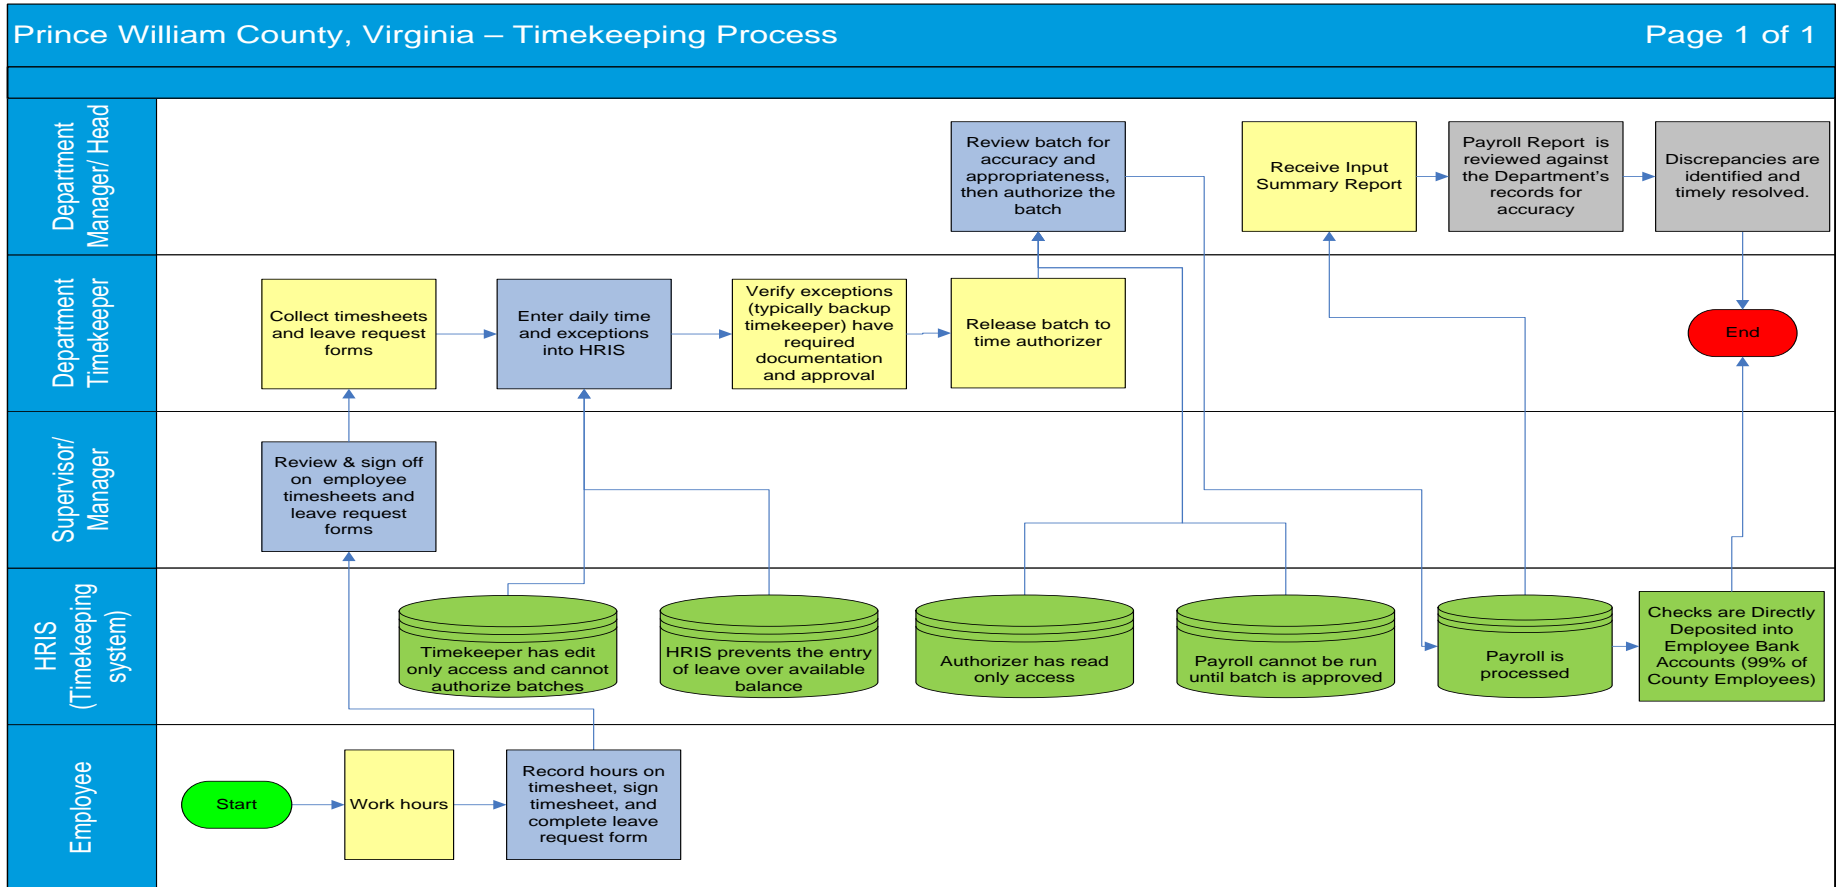 Prince William County, Virginia – Timekeeping Process
Page 1 of 1
Department
Manager/ Head
Review batch for
accuracy and
appropriateness,
then authorize the
batch
Receive Input
Summary Report
Payroll Report is
reviewed against
the Department's
records for
accuracy
Discrepancies are
identified and
timely resolved.
Department
Timekeeper
Collect timesheets
and leave request
forms
Enter daily time
and exceptions
into HRIS
Verify exceptions
(typically backup
timekeeper) have
required
documentation
and approval
Release batch to
time authorizer
End
Supervisor/
Manager
Review & sign off
on employee
timesheets and
leave request
forms
HRIS
(Timekeeping
system)
Timekeeper has edit
only access and cannot
authorize batches
HRIS prevents the entry
of leave over available
balance
Authorizer has read
only access
Payroll cannot be run
until batch is approved
Payroll is
processed
Checks are Directly
Deposited into
Employee Bank
Accounts (99% of
County Employees)
Employee
Start
Work hours
Record hours on
timesheet, sign
timesheet, and
complete leave
request form